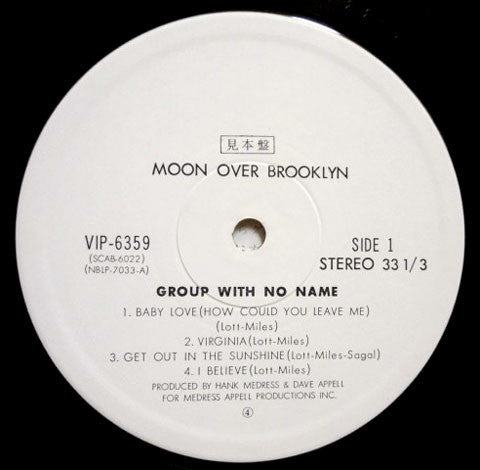 見本盤
MOON OVER BROOKLYN
VIP-6359
(SCAB-6022)
(NBLP-7033-A)
SIDE 1
STEREO 33 1/3
GROUP WITH NO NAME
1. BABY LOVE(HOW COULD YOU LEAVE ME)
(Lott-Miles)
2. VIRGINIA(Lott-Miles)
3. GET OUT IN THE SUNSHINE(Lott-Miles-Sagal)
4. I BELIEVE(Lott-Miles)
PRODUCED BY HANK MEDRESS & DAVE APPELL
FOR MEDRESS APPELL PRODUCTIONS INC.
④